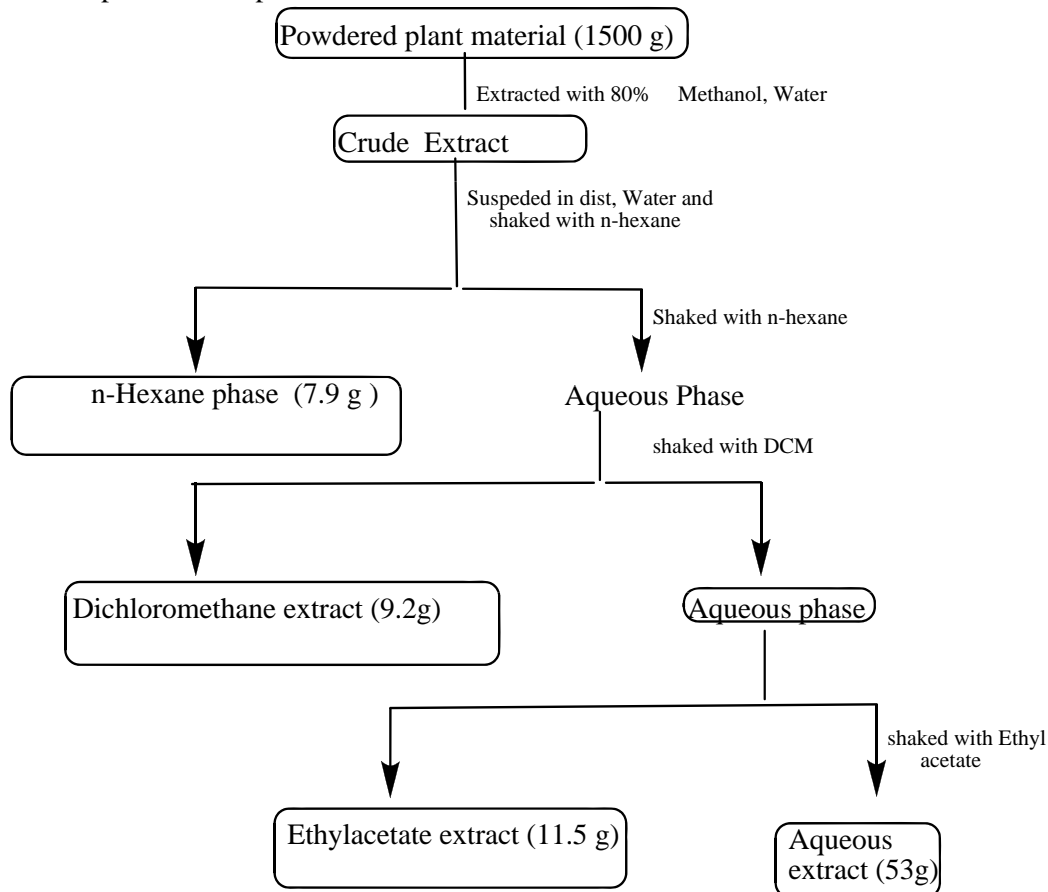 Powdered plant material (1500 g)
Extracted with 80% Methanol, Water
Crude Extract
Suspeded in dist, Water and
shaked with n-hexane
Shaked with n-hexane
n-Hexane phase (7.9 g )
Aqueous Phase
shaked with DCM
Dichloromethane extract (9.2g)
Aqueous phase
shaked with Ethyl
acetate
Ethylacetate extract (11.5 g)
Aqueous
extract (53g)